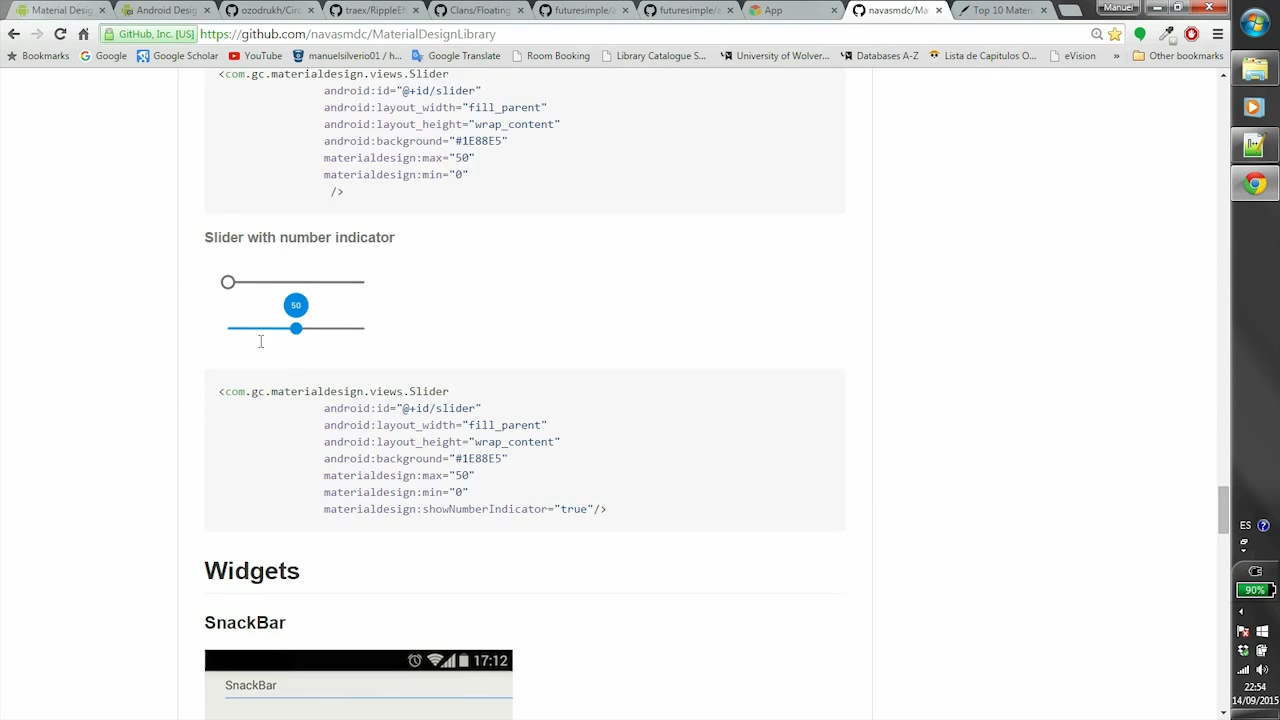 Material Desig
Android Desig
ozodrukh/Circ
traex/RippleEf
Clans/Floating
futuresimple/a
futuresimple/a
App
navasmdc/Ma
Top 10 Materi
Manuel
GitHub, Inc. [US]
https://github.com/navasmdc/MaterialDesignLibrary
Bookmarks
Google
Google Scholar
YouTube
manuelsilverio01 / h...
Google Translate
Room Booking
Library Catalogue S...
University of Wolver...
Databases A-Z
Lista de Capitulos O...
eVision
»
Other bookmarks
<com.gc.materialdesign.views.Slider
android:id="@+id/slider"
android:layout_width="fill_parent"
android:layout_height="wrap_content"
android:background="#1E88E5"
materialdesign:max="50"
materialdesign:min="0"
/>
Slider with number indicator
50
<com.gc.materialdesign.views.Slider
android:id="@+id/slider"
android:layout_width="fill_parent"
android:layout_height="wrap_content"
android:background="#1E88E5"
materialdesign:max="50"
materialdesign:min="0"
materialdesign:showNumberIndicator="true"/>
Widgets
SnackBar
17:12
SnackBar
ES
90%
22:54
14/09/2015